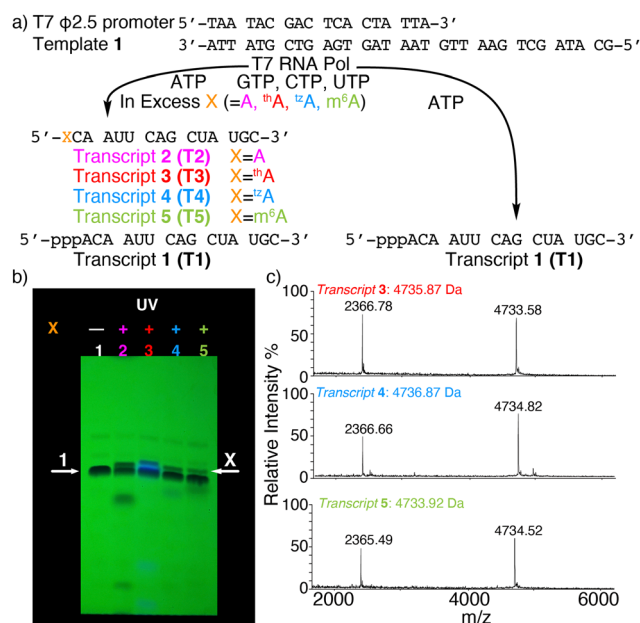 a) T7 φ2.5 promoter 5′-TAA TAC GAC T CA CTA TTA-3′
Template 1 3′-ATT ATG CTG AGT GAT AAT GTT AAG TCG ATA CG-5′
T7 RNA Pol
ATP GTP, CTP, UTP
ATP
In Excess X (=A, ᵗʰA, ᵗᶻA, m⁶A)
5′-XCA AUU CAG CUA UGC-3′
Transcript 2 (T2) X=A
Transcript 3 (T3) X=ᵗʰA
Transcript 4 (T4) X=ᵗᶻA
Transcript 5 (T5) X=m⁶A
5′-pppACA AUU CAG CUA UGC-3′
Transcript 1 (T1)
5′-pppACA AUU CAG CUA UGC-3′
Transcript 1 (T1)
b)
UV
X — + + + +
1 2 3 4 5
1
X
c)
Relative Intensity %
Transcript 3: 4735.87 Da
100
50
0
2366.78
4733.58
Transcript 4: 4736.87 Da
100
50
0
2366.66
4734.82
Transcript 5: 4733.92 Da
100
50
0
2365.49
4734.52
2000 4000 6000
m/z